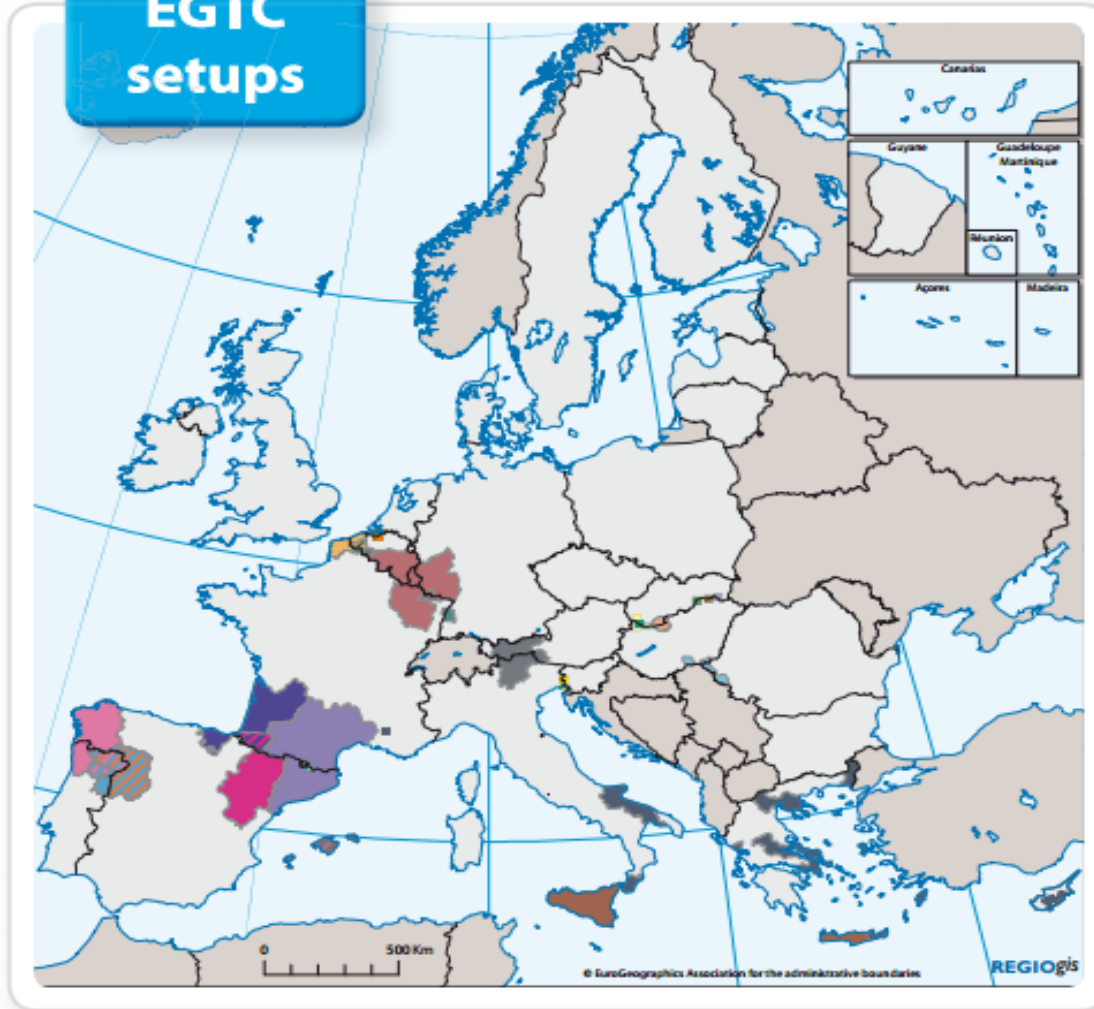 EGTC
setups
Canarias
Guyane
Guadeloupe
Martinique
Réunion
Açores
Madeira
0 500 Km
© EuroGeographics Association for the administrative boundaries
REGIOgis